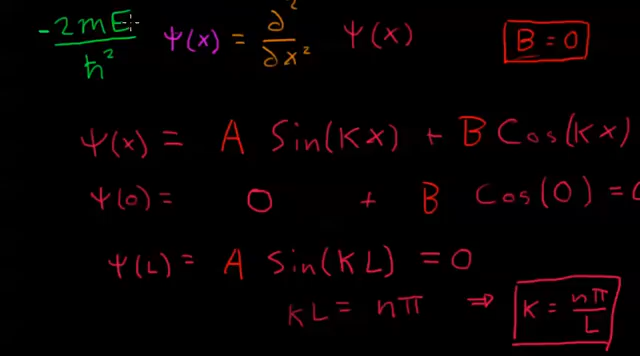 -2mE/ħ² Ψ(x) = ∂²/∂x² Ψ(x) B = 0
Ψ(x) = A Sin(Kx) + B Cos(Kx)
Ψ(0) = 0 + B Cos(0) = 0
Ψ(L) = A Sin(KL) = 0
KL = nπ ⇒ K = nπ/L